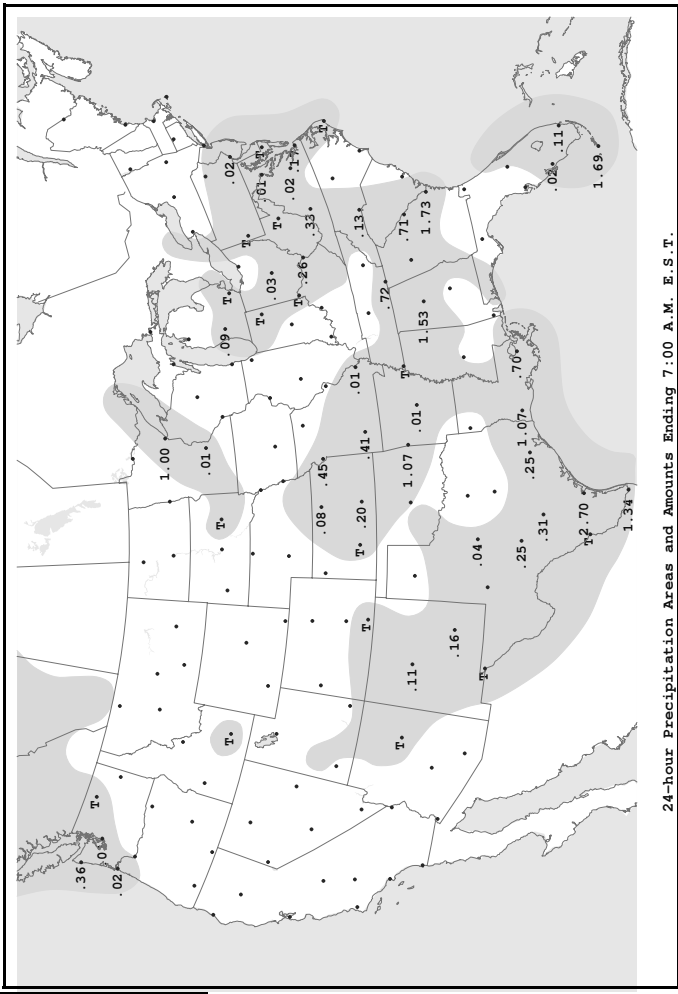 .36
T
0
.02
1.00
.01
T
.09
T
T
.02
T
T
.01
T
.03
T
.02
.17
T
.26
.33
.08
.45
T
.01
.13
T
.20
.41
T
.72
T
.71
T
1.07
.11
.01
1.53
1.73
.16
.04
T
.70
.25
1.07
.25
.31
.02
.11
T
2.70
1.69
1.34
24-hour Precipitation Areas and Amounts Ending 7:00 A.M. E.S.T.